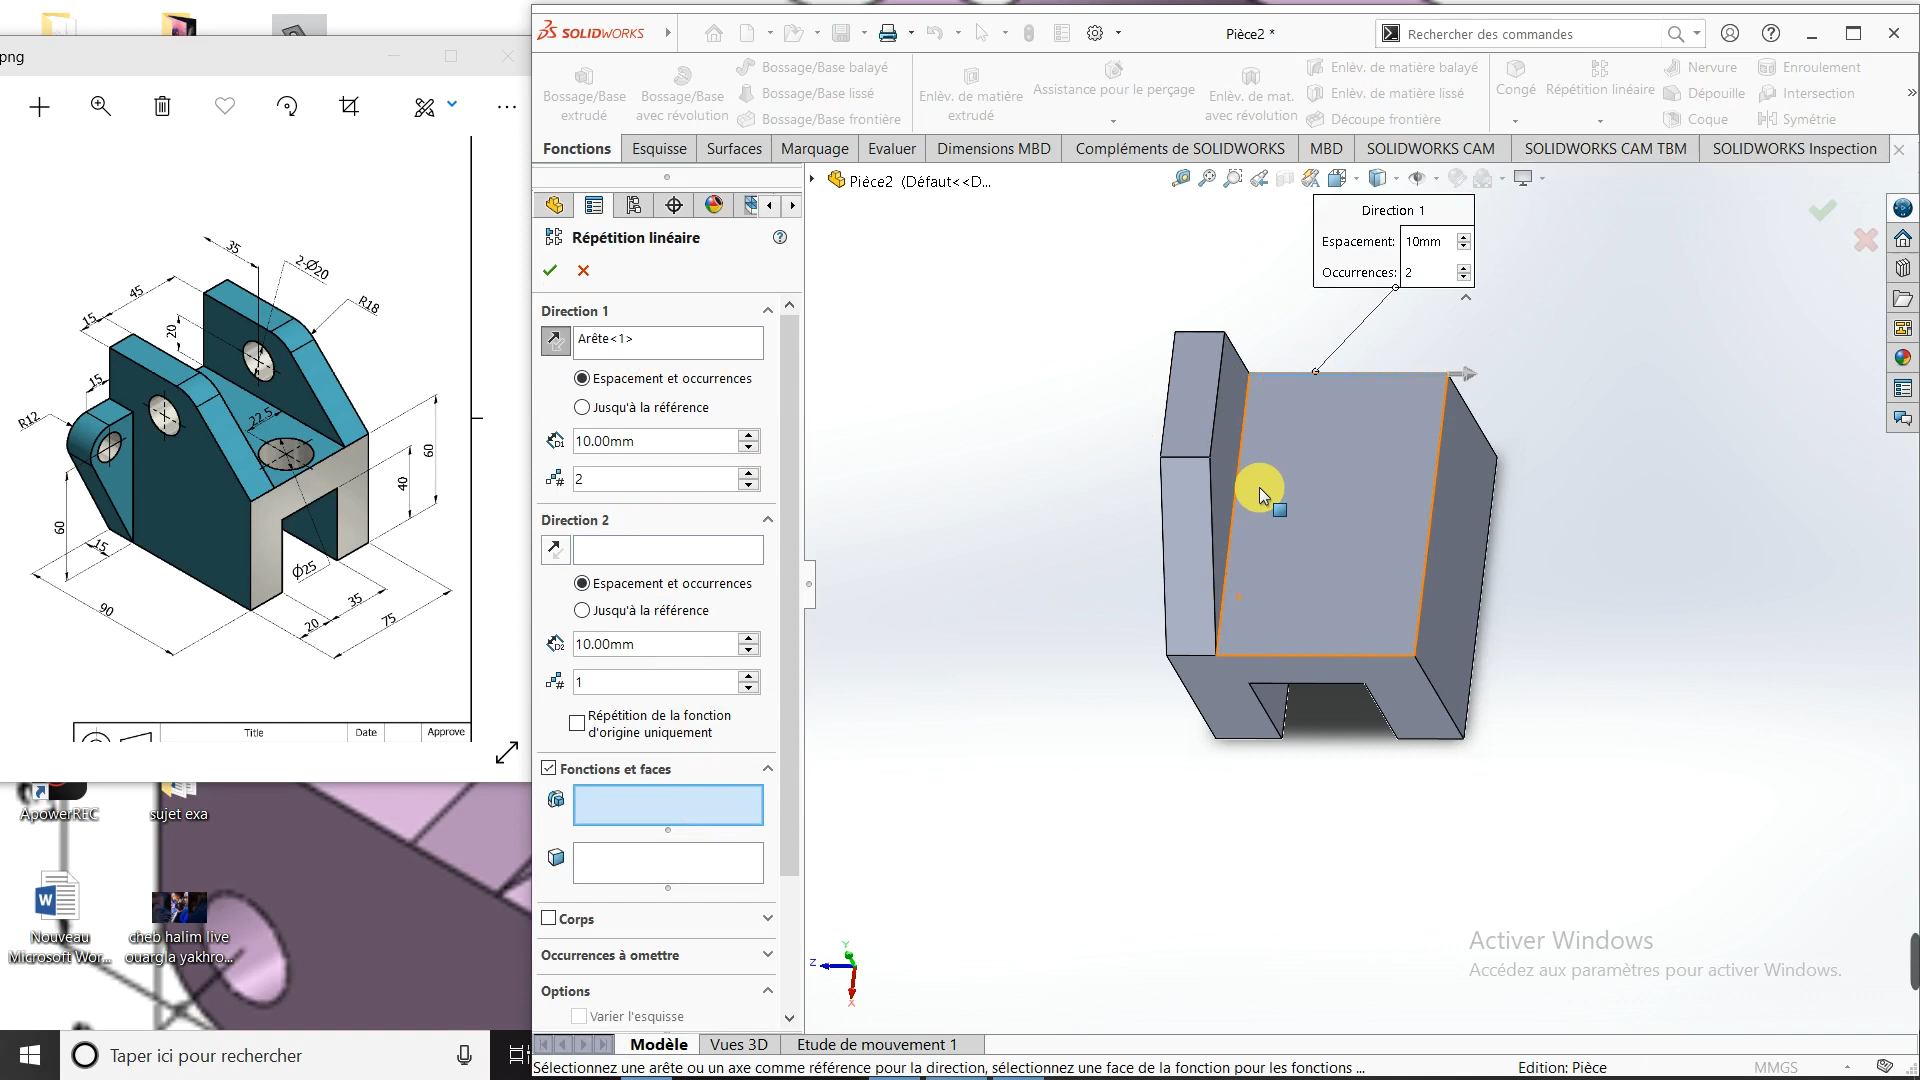 png
SOLIDWORKS
Pièce2 *
Rechercher des commandes
Bossage/Base extrudé
Bossage/Base avec révolution
Bossage/Base balayé
Bossage/Base lissé
Bossage/Base frontière
Enlèv. de matière extrudé
Assistance pour le perçage
Enlèv. de mat. avec révolution
Enlèv. de matière balayé
Enlèv. de matière lissé
Découpe frontière
Congé
Répétition linéaire
Nervure
Dépouille
Coque
Enroulement
Intersection
Symétrie
Fonctions
Esquisse
Surfaces
Marquage
Evaluer
Dimensions MBD
Compléments de SOLIDWORKS
MBD
SOLIDWORKS CAM
SOLIDWORKS CAM TBM
SOLIDWORKS Inspection
Pièce2 (Défaut<<D...
Répétition linéaire
Direction 1
Arête<1>
Espacement et occurrences
Jusqu'à la référence
D1
10.00mm
2
Direction 2
Espacement et occurrences
Jusqu'à la référence
D2
10.00mm
1
Répétition de la fonction
d'origine uniquement
Fonctions et faces
Corps
Occurrences à omettre
Options
Varier l'esquisse
Direction 1
Espacement: 10mm
Occurrences: 2
35
2-Ø20
R18
45
15
20
15
22.5
R12
60
60
40
15
Ø25
90
35
20
75
Title
Date
Approve
ApowerREC
sujet exa
Nouveau
Microsoft Wor...
cheb halim live
ouarg la yakhro...
Z
Y
X
Activer Windows
Accédez aux paramètres pour activer Windows.
Modèle
Vues 3D
Etude de mouvement 1
Taper ici pour rechercher
Sélectionnez une arête ou un axe comme référence pour la direction, sélectionnez une face de la fonction pour les fonctions ...
Edition: Pièce
MMGS